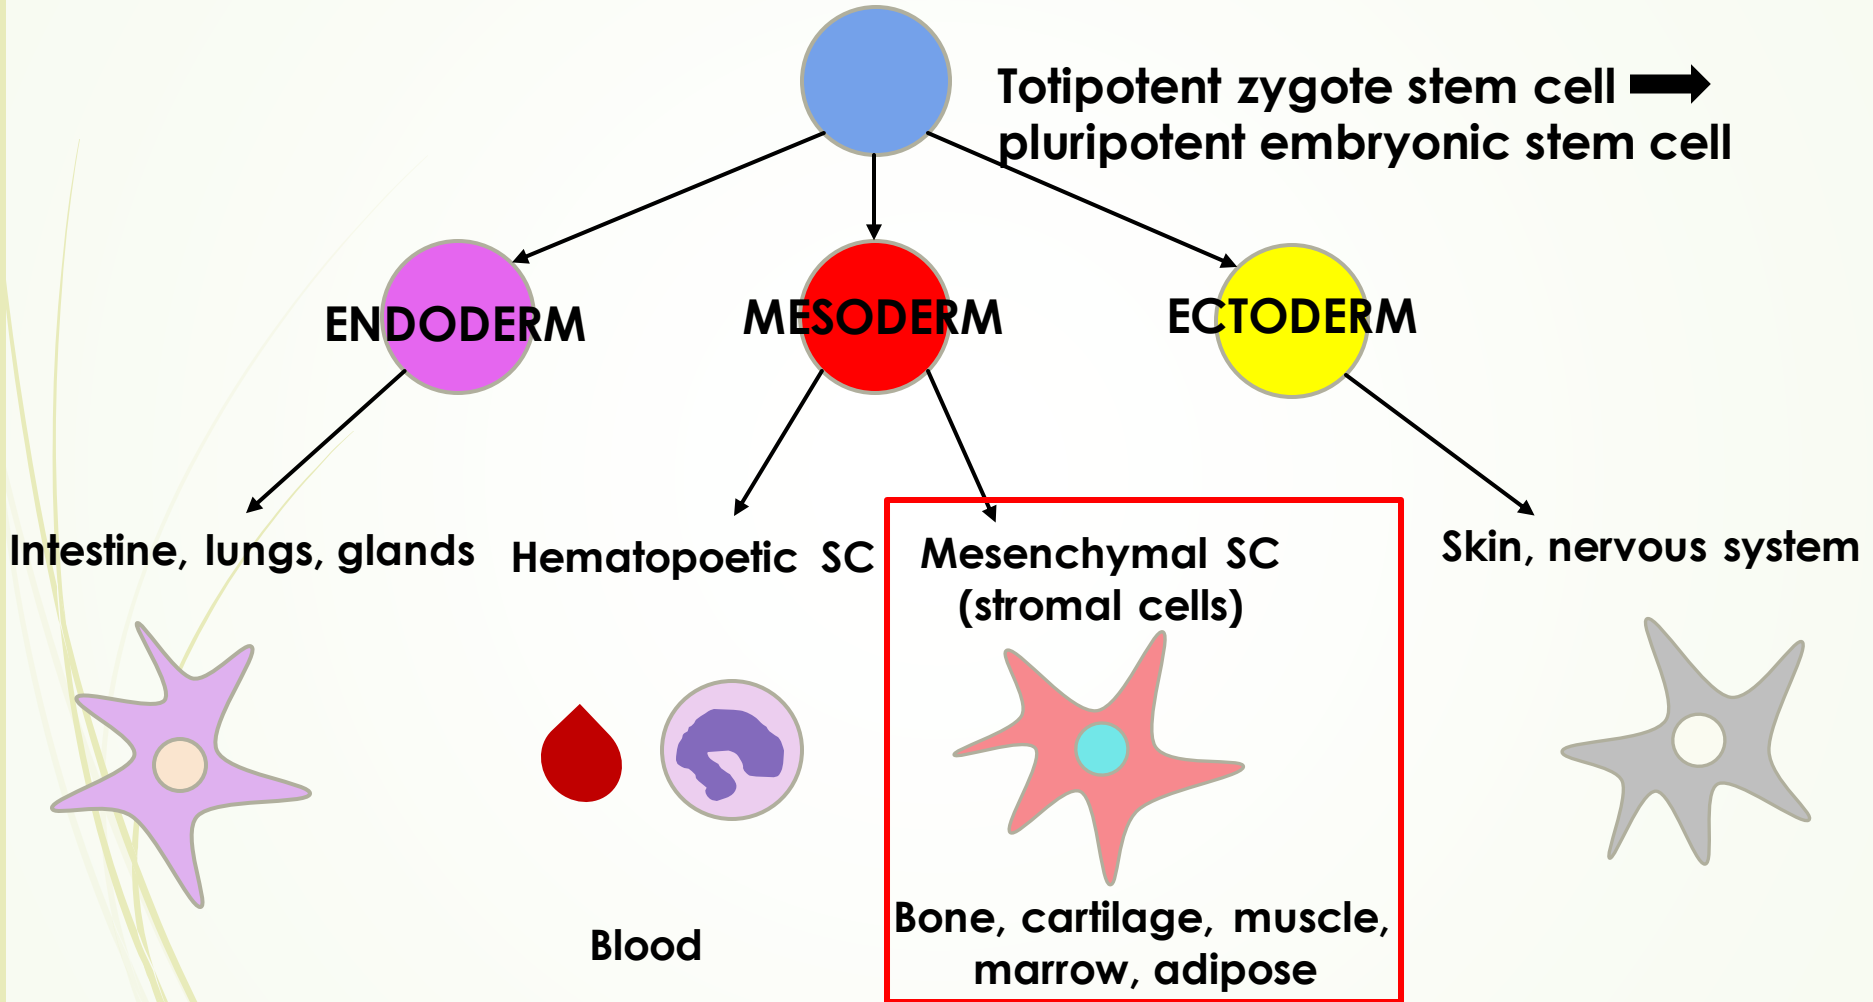 Totipotent zygote stem cell
pluripotent embryonic stem cell
ENDODERM
MESODERM
ECTODERM
Intestine, lungs, glands
Hematopoetic SC
Mesenchymal SC
(stromal cells)
Skin, nervous system
Blood
Bone, cartilage, muscle,
marrow, adipose